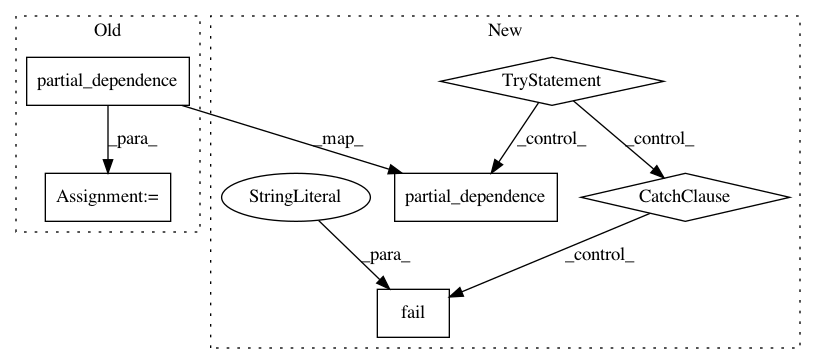 Old
New
partial_dependence
TryStatement
_para_
_map_
_control_
_control_
Assignment:=
StringLiteral
partial_dependence
CatchClause
_para_
_control_
fail